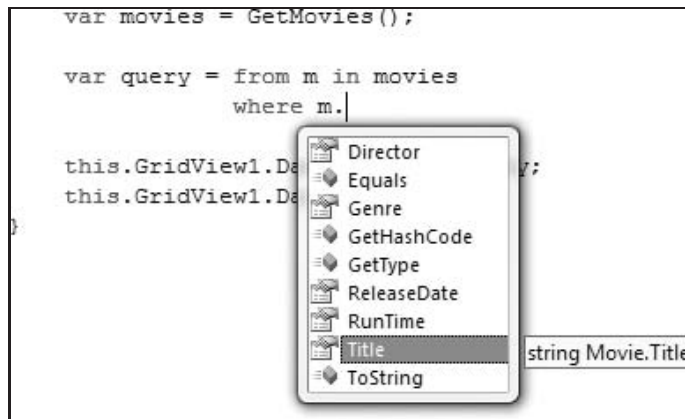 var movies = GetMovies();
var query = from m in movies
where m.
this.GridView1.Da y;
this.GridView1.Da
}
Director
Equals
Genre
GetHashCode
GetType
ReleaseDate
RunTime
Title
ToString
string Movie.Title